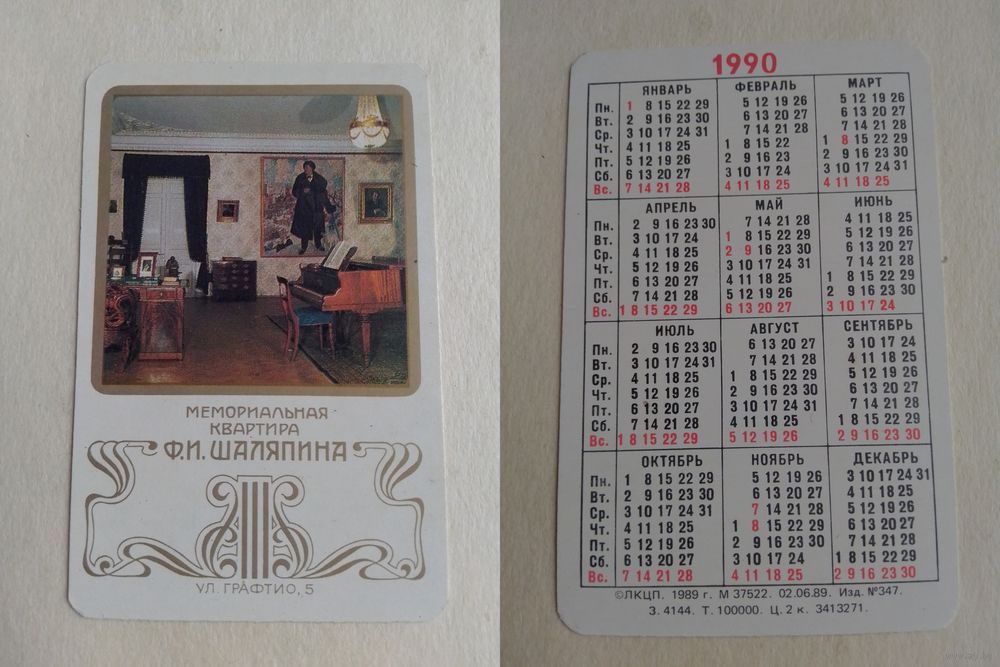 МЕМОРИАЛЬНАЯ
КВАРТИРА
Ф.И. ШАЛЯПИНА
УЛ. ГРАФТИО, 5
1990
ЯНВАРЬ ФЕВРАЛЬ МАРТ
Пн. 1 8 15 22 29 5 12 19 26 5 12 19 26
Вт. 2 9 16 23 30 6 13 20 27 6 13 20 27
Ср. 3 10 17 24 31 7 14 21 28 7 14 21 28
Чт. 4 11 18 25 1 8 15 22 1 8 15 22 29
Пт. 5 12 19 26 2 9 16 23 2 9 16 23 30
Сб. 6 13 20 27 3 10 17 24 3 10 17 24 31
Вс. 7 14 21 28 4 11 18 25 4 11 18 25
АПРЕЛЬ МАЙ ИЮНЬ
Пн. 2 9 16 23 30 7 14 21 28 4 11 18 25
Вт. 3 10 17 24 1 8 15 22 29 5 12 19 26
Ср. 4 11 18 25 2 9 16 23 30 6 13 20 27
Чт. 5 12 19 26 3 10 17 24 31 7 14 21 28
Пт. 6 13 20 27 4 11 18 25 1 8 15 22 29
Сб. 7 14 21 28 5 12 19 26 2 9 16 23 30
Вс. 1 8 15 22 29 6 13 20 27 3 10 17 24
ИЮЛЬ АВГУСТ СЕНТЯБРЬ
Пн. 2 9 16 23 30 6 13 20 27 3 10 17 24
Вт. 3 10 17 24 31 7 14 21 28 4 11 18 25
Ср. 4 11 18 25 1 8 15 22 29 5 12 19 26
Чт. 5 12 19 26 2 9 16 23 30 6 13 20 27
Пт. 6 13 20 27 3 10 17 24 31 7 14 21 28
Сб. 7 14 21 28 4 11 18 25 1 8 15 22 29
Вс. 1 8 15 22 29 5 12 19 26 2 9 16 23 30
ОКТЯБРЬ НОЯБРЬ ДЕКАБРЬ
Пн. 1 8 15 22 29 5 12 19 26 3 10 17 24 31
Вт. 2 9 16 23 30 6 13 20 27 4 11 18 25
Ср. 3 10 17 24 31 7 14 21 28 5 12 19 26
Чт. 4 11 18 25 1 8 15 22 29 6 13 20 27
Пт. 5 12 19 26 2 9 16 23 30 7 14 21 28
Сб. 6 13 20 27 3 10 17 24 1 8 15 22 29
Вс. 7 14 21 28 4 11 18 25 2 9 16 23 30
©ЛКЦП. 1989 г. М 37522. 02.06.89. Изд. №347.
З. 4144. Т. 100000. Ц. 2 к. 3413271.